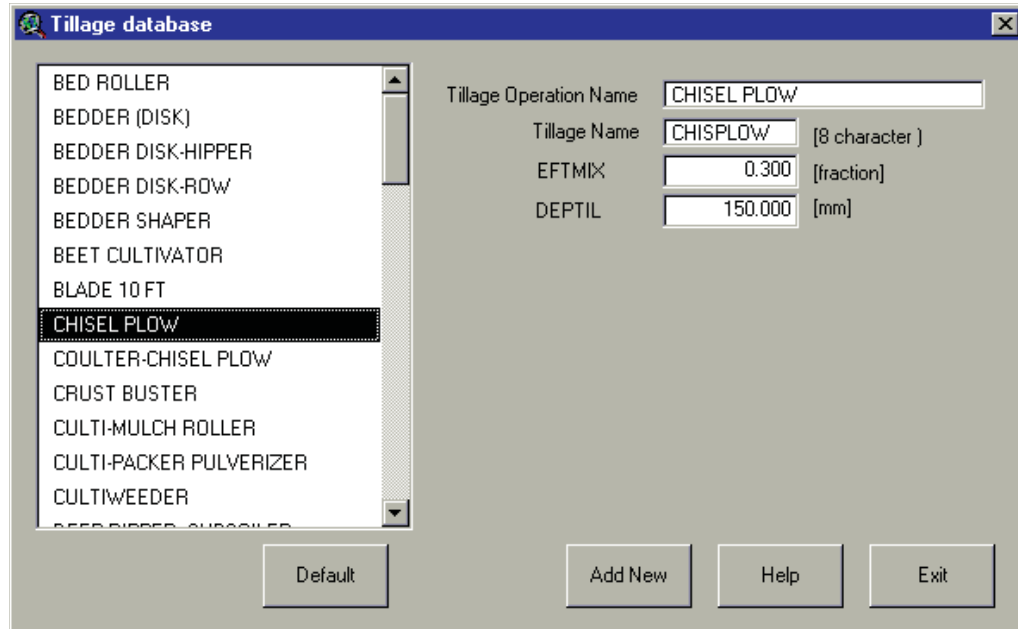 Tillage database
BED ROLLER
BEDDER (DISK)
BEDDER DISK-HIPPER
BEDDER DISK-ROW
BEDDER SHAPER
BEET CULTIVATOR
BLADE 10 FT
CHISEL PLOW
COULTER-CHISEL PLOW
CRUST BUSTER
CULTI-MULCH ROLLER
CULTI-PACKER PULVERIZER
CULTIWEEDER
Tillage Operation Name CHISEL PLOW
Tillage Name CHISPLOW [8 character )
EFTMIX 0.300 [fraction]
DEPTIL 150.000 [mm]
Default Add New Help Exit